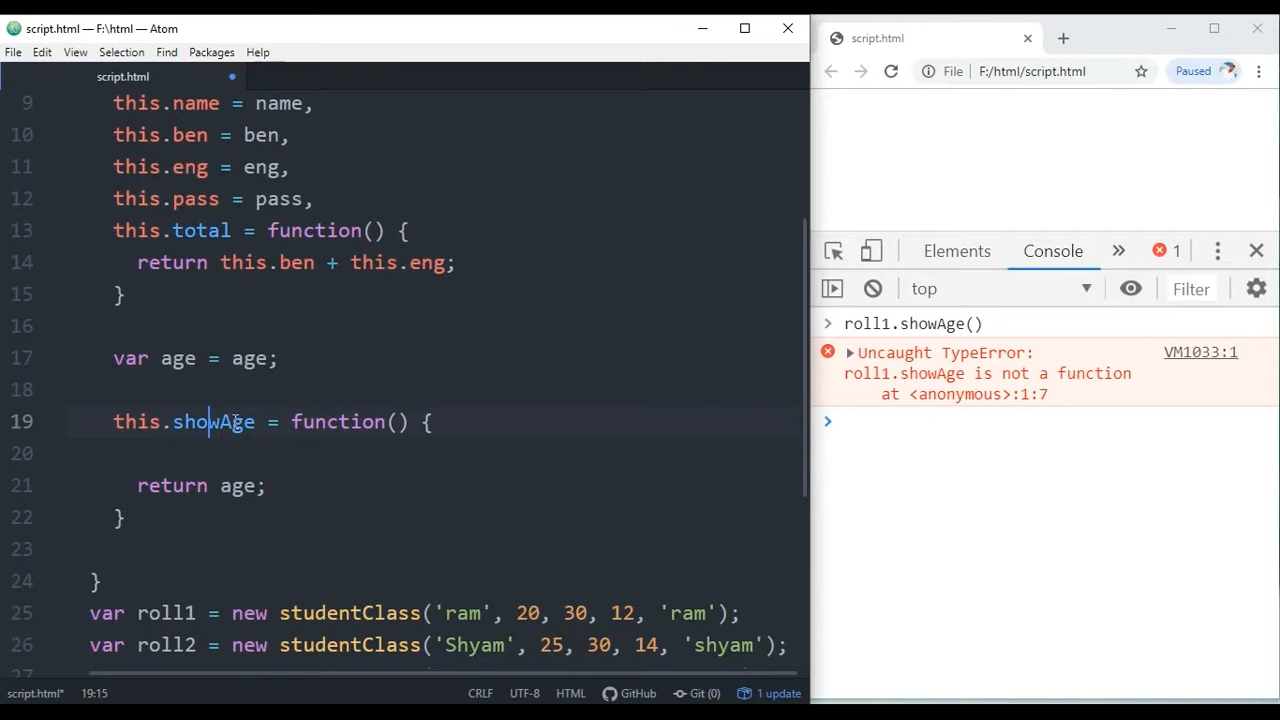 script.html — F:\html — Atom
File Edit View Selection Find Packages Help
script.html
9 this.name = name,
10 this.ben = ben,
11 this.eng = eng,
12 this.pass = pass,
13 this.total = function() {
14 return this.ben + this.eng;
15 }
16
17 var age = age;
18
19 this.showAge = function() {
20
21 return age;
22 }
23
24 }
25 var roll1 = new studentClass('ram', 20, 30, 12, 'ram');
26 var roll2 = new studentClass('Shyam', 25, 30, 14, 'shyam');
27
script.html* 19:15 CRLF UTF-8 HTML GitHub Git (0) 1 update
script.html
File F:/html/script.html Paused
Elements Console » 1
top Filter
roll1.showAge()
Uncaught TypeError: VM1033:1
roll1.showAge is not a function
at <anonymous>:1:7